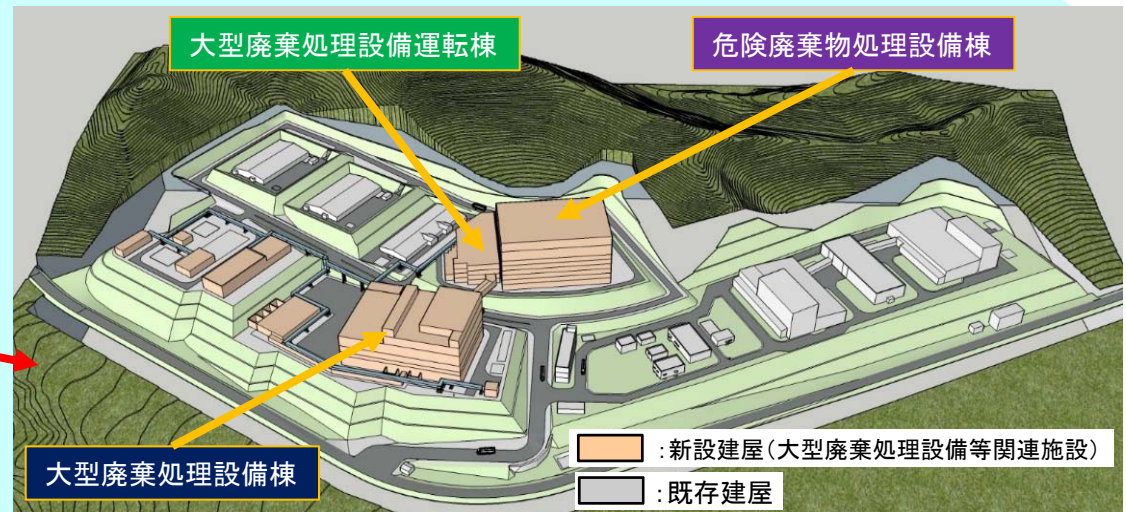 大型廃棄処理設備運転棟
危険廃棄物処理設備棟
大型廃棄処理設備棟
：新設建屋（大型廃棄処理設備等関連施設）
：既存建屋